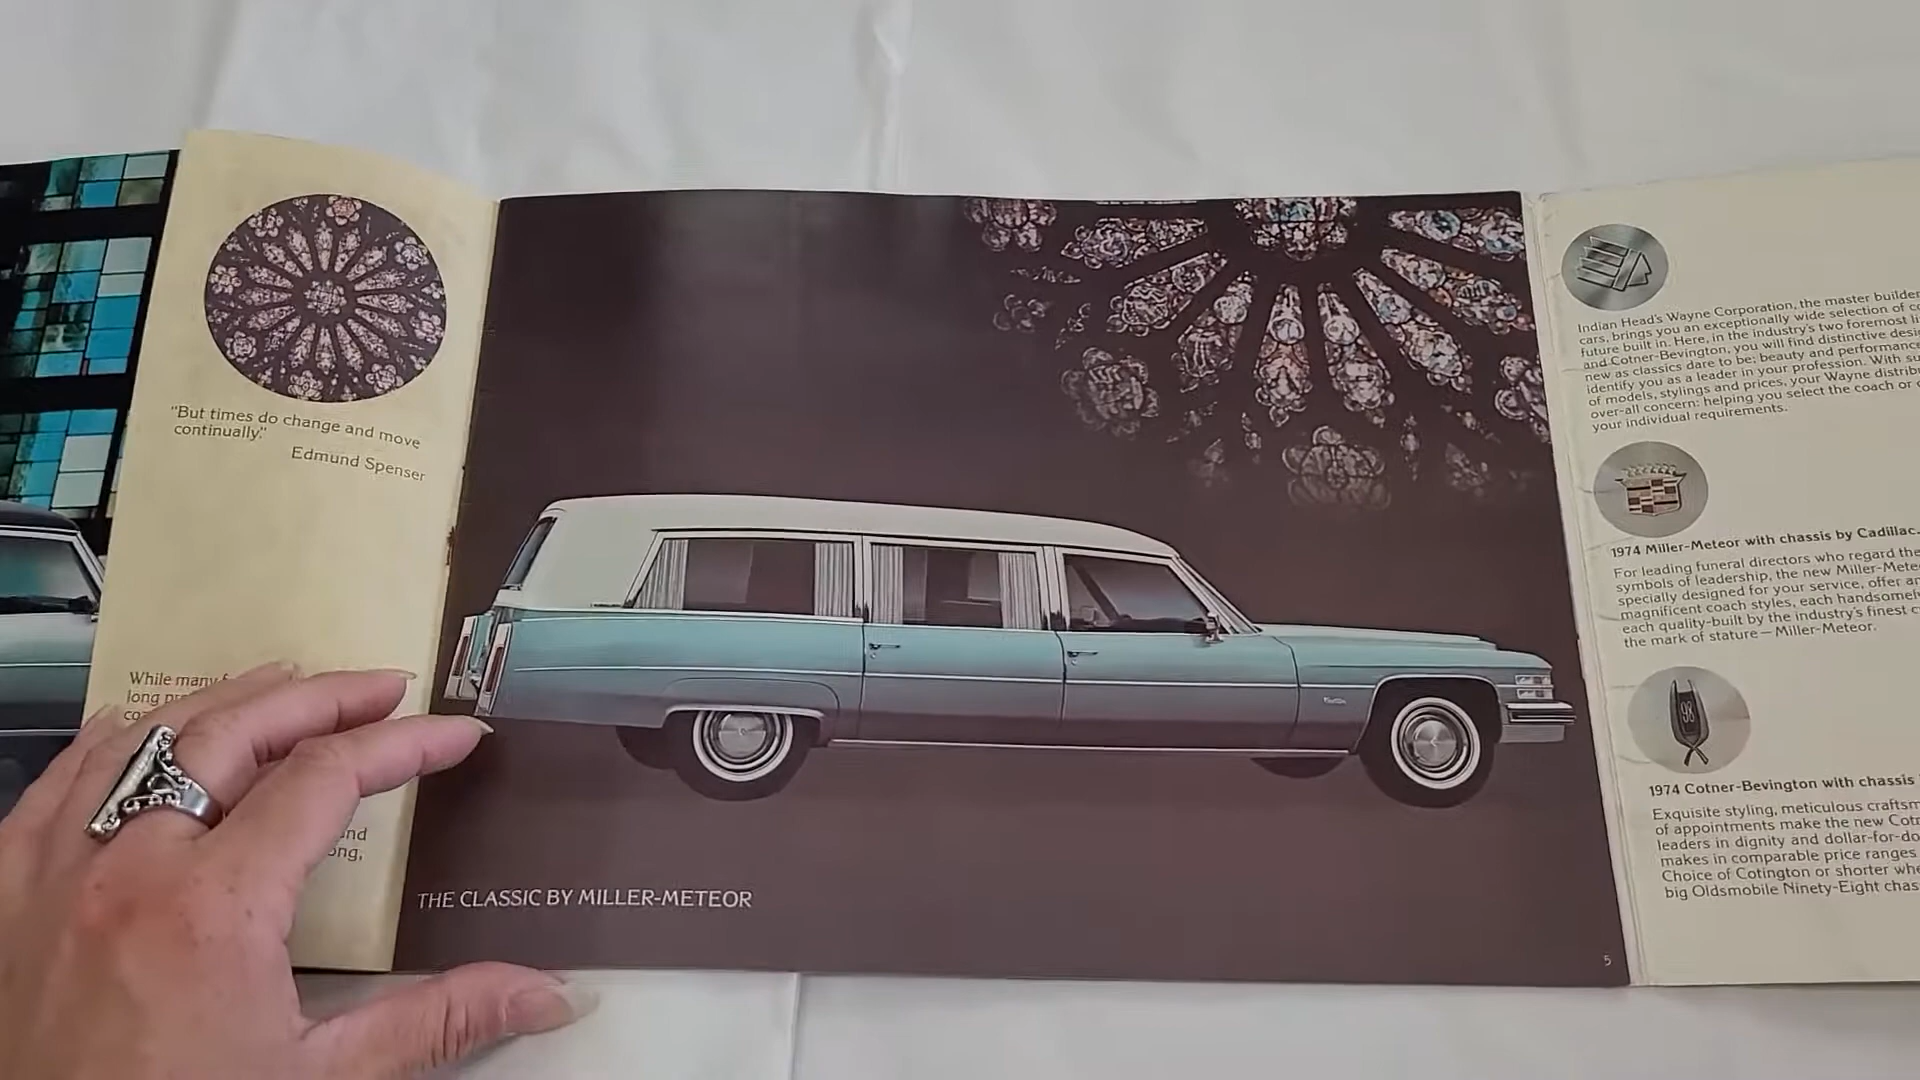 "But times do change and move
continually."
Edmund Spenser
While many
long
and
ong,
THE CLASSIC BY MILLER-METEOR
5
Indian Head's Wayne Corporation, the master builder
cars, brings you an exceptionally wide selection of
future built in. Here, in the industry's two foremost
and Cotner-Bevington, you will find distinctive
new as classics dare to be: beauty and performance
identify you as a leader in your profession. With
of models, stylings and prices, your Wayne
over-all concern: helping you select the coach or
your individual requirements.
1974 Miller-Meteor with chassis by Cadillac.
For leading funeral directors who regard the
symbols of leadership, the new
specially designed for your service, offer
magnificent coach styles, each
each quality-built by the industry's finest
the mark of stature — Miller-Meteor.
98
1974 Cotner-Bevington with chassis
Exquisite styling, meticulous
of appointments make the new
leaders in dignity and
makes in comparable price ranges
Choice of Cotington or shorter
big Oldsmobile Ninety-Eight